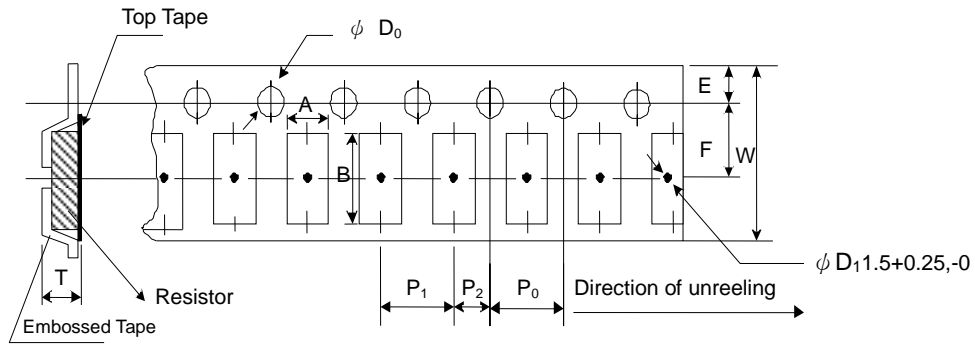 Top Tape
ψ D₀
E
A
F
W
B
ψ D₁1.5+0.25,-0
T
P₁
P₂
P₀
Direction of unreeling
Resistor
Embossed Tape